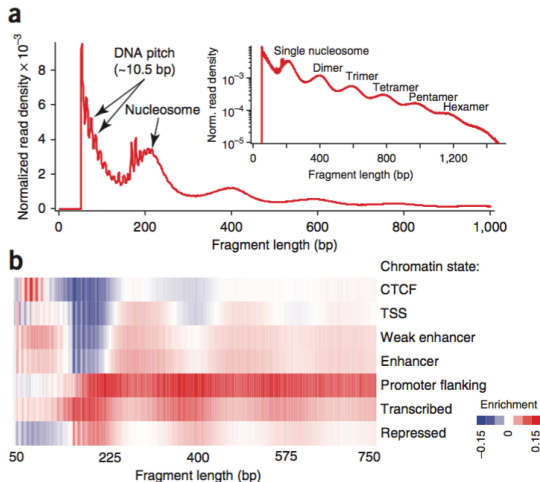 a
Normalized read density × 10⁻³
8
6
4
2
0
DNA pitch
(~10.5 bp)
Nucleosome
0 200 400 600 800 1,000
Fragment length (bp)
Norm. read density
10⁻³
10⁻⁴
10⁻⁵
Single nucleosome
Dimer
Trimer
Tetramer
Pentamer
Hexamer
0 400 800 1,200
Fragment length (bp)
b
Chromatin state:
CTCF
TSS
Weak enhancer
Enhancer
Promoter flanking
Transcribed
Repressed
50 225 400 575 750
Fragment length (bp)
Enrichment
−0.15 0 0.15